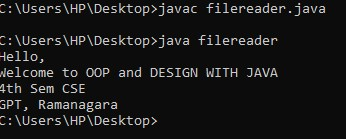 C:\Users\HP\Desktop>javac filereader.java
C:\Users\HP\Desktop>java filereader
Hello,
Welcome to OOP and DESIGN WITH JAVA
4th Sem CSE
GPT, Ramanagara
C:\Users\HP\Desktop>